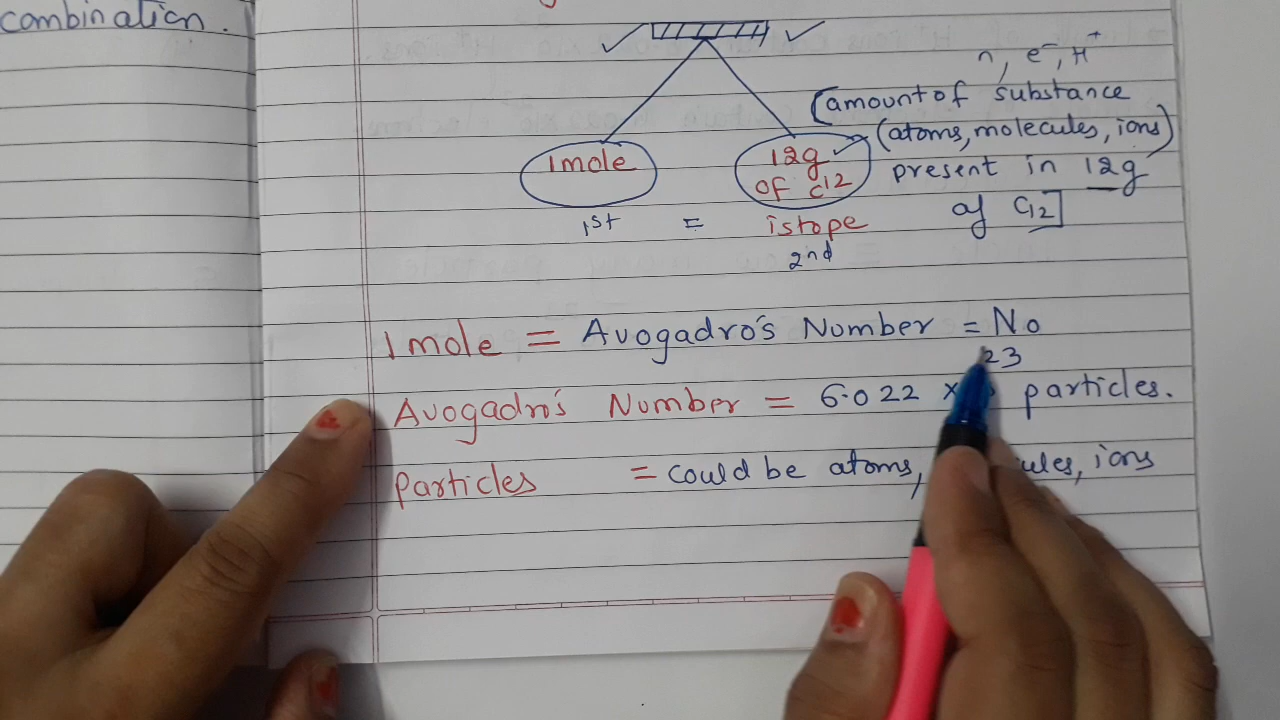 combination.
n, e⁻, H⁺
(amount of substance
1mole
12g
of c12
(atoms, molecules, ions)
present in 12g
of C12]
1st = istope
2nd
1mole = Avogadro's Number = No
Avogadro's Number = 6.022 × 23 particles.
particles = could be atoms, ules, ions